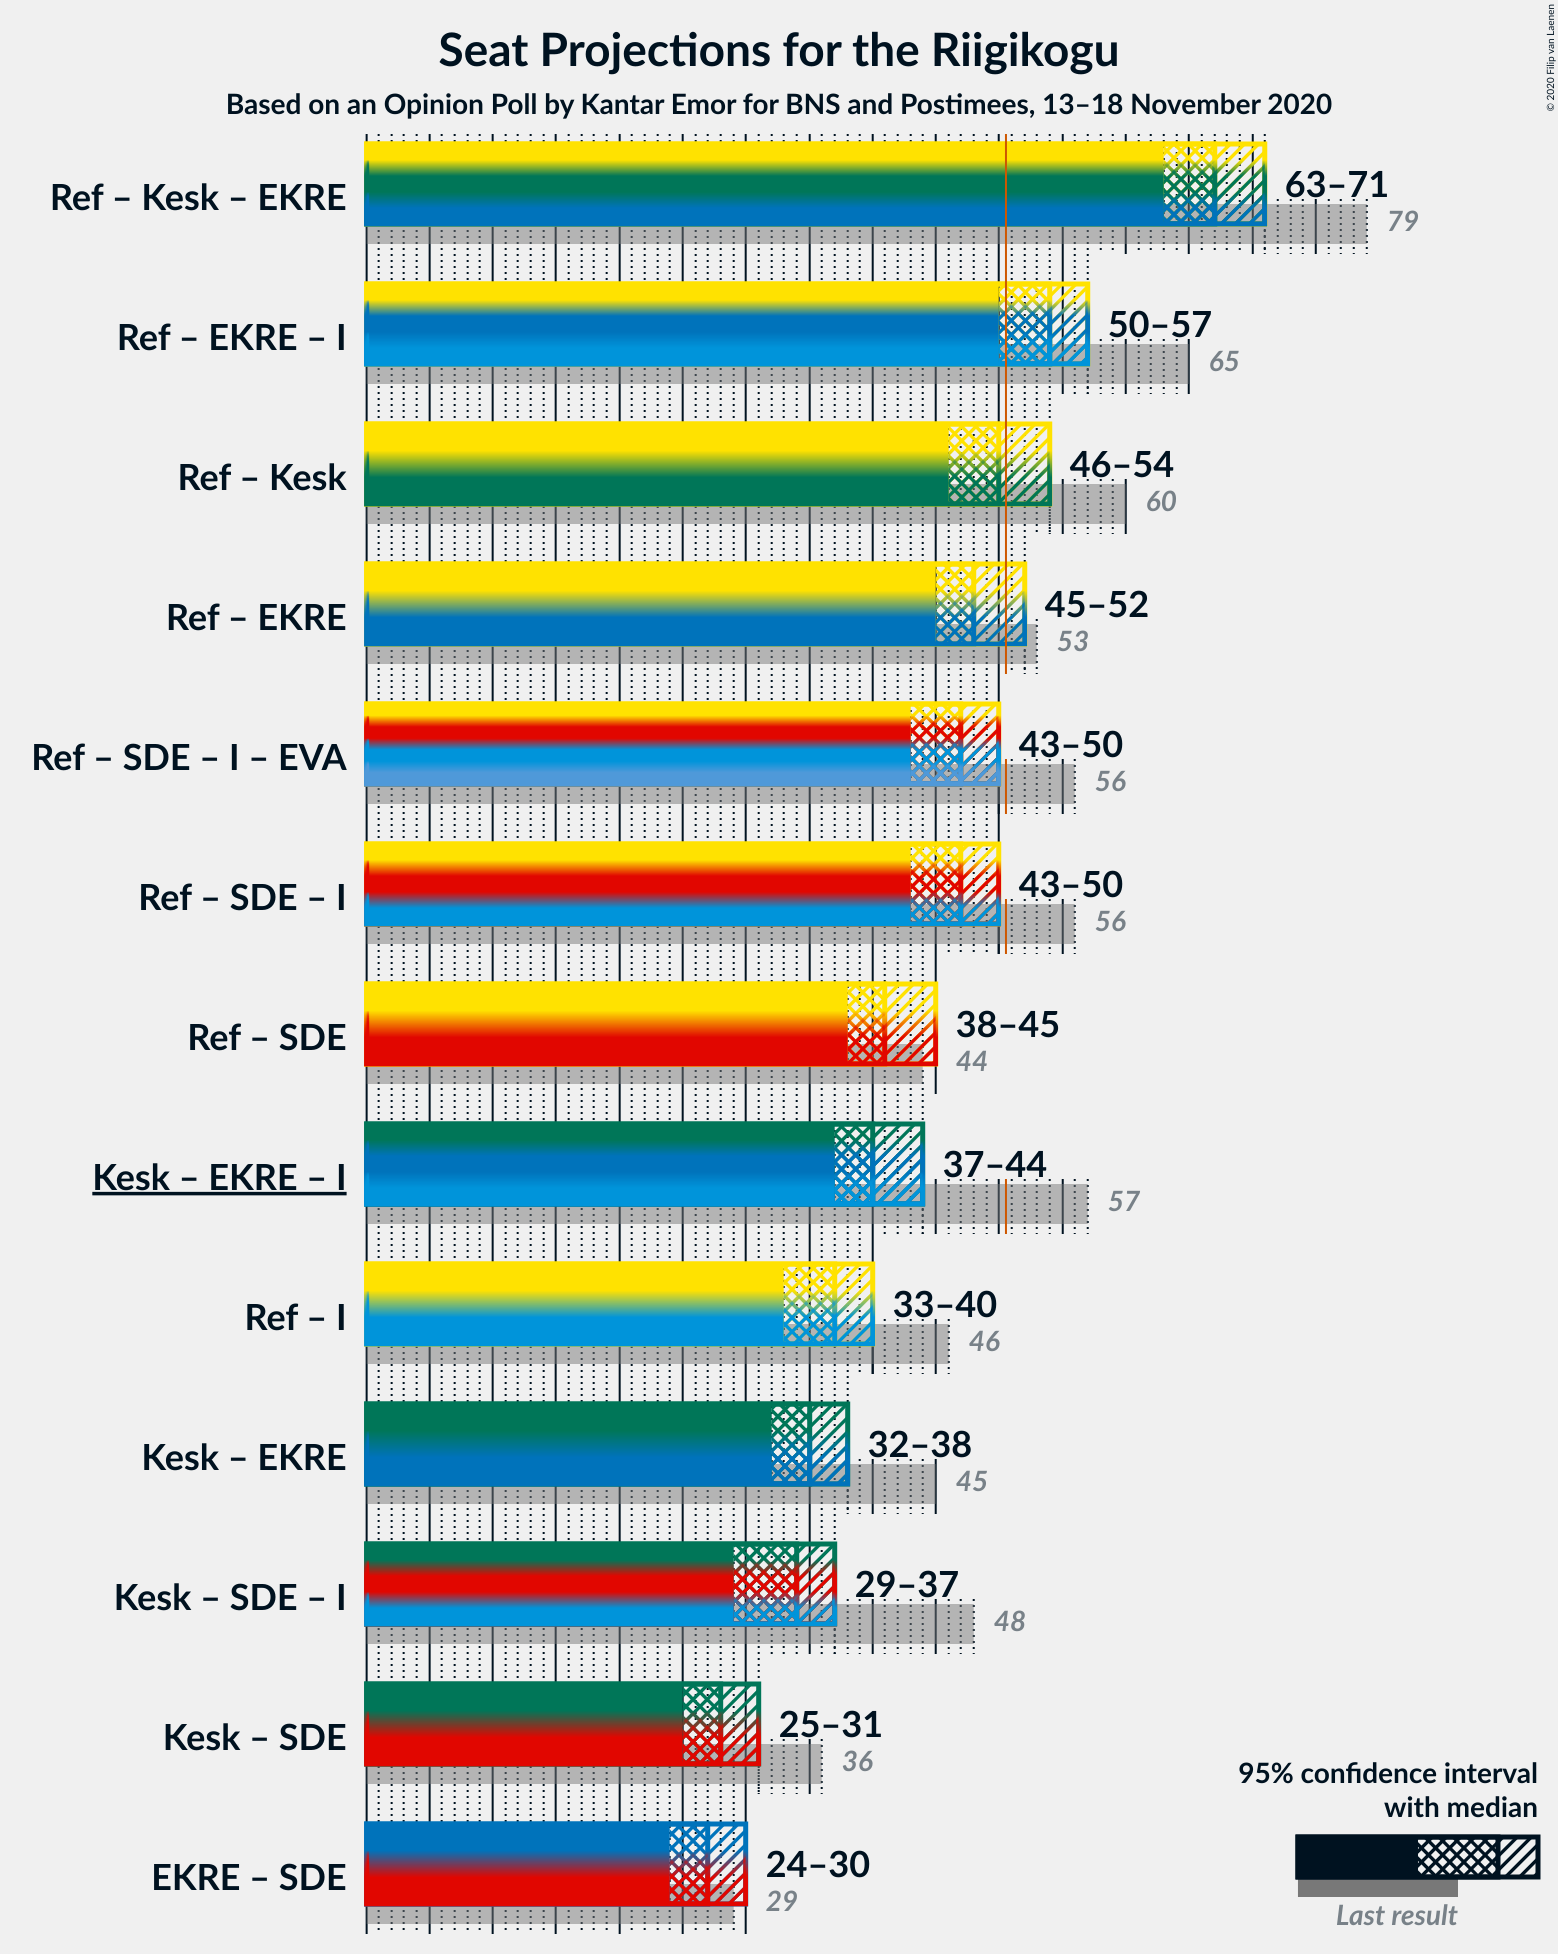 © 2020 Filip van Laenen
Seat Projections for the Riigikogu
Based on an Opinion Poll by Kantar Emor for BNS and Postimees, 13–18 November 2020
Ref – Kesk – EKRE
63–71
79
Ref – EKRE – I
50–57
65
Ref – Kesk
46–54
60
Ref – EKRE
45–52
53
Ref – SDE – I – EVA
43–50
56
Ref – SDE – I
43–50
56
Ref – SDE
38–45
44
Kesk – EKRE – I
37–44
57
Ref – I
33–40
46
Kesk – EKRE
32–38
45
Kesk – SDE – I
29–37
48
Kesk – SDE
25–31
36
EKRE – SDE
24–30
29
95% confidence interval
with median
Last result